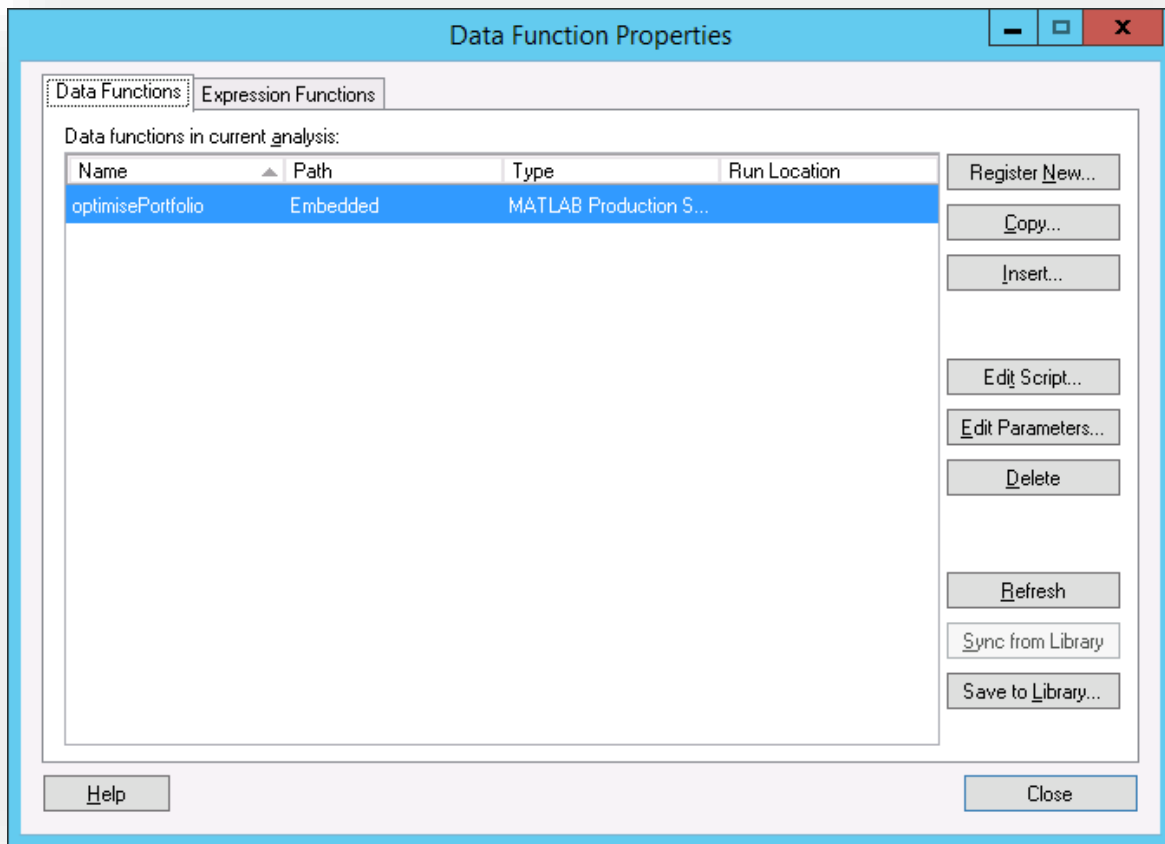 Data Function Properties
Data Functions Expression Functions
Data functions in current analysis:
Name Path Type Run Location
optimisePortfolio Embedded MATLAB Production S...
Register New...
Copy...
Insert...
Edit Script...
Edit Parameters...
Delete
Refresh
Sync from Library
Save to Library...
Help Close